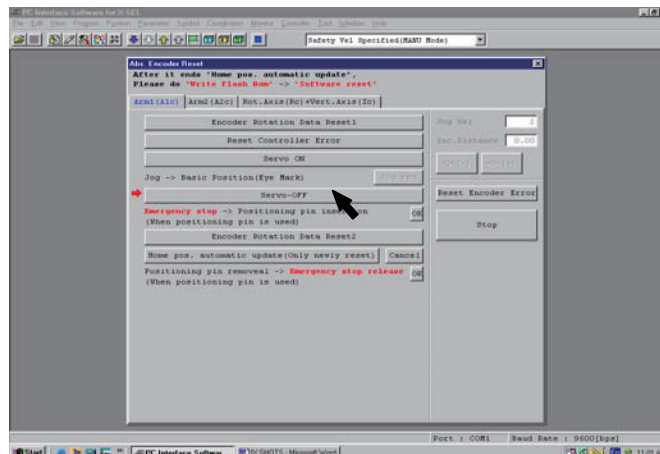 PC Interface Software for X-SEL
File Edit View Program Position Parameter Symbol Coordinates Monitor Controller Tool Window Help
Safety Vel Specified(MANU Mode)
Abs. Encoder Reset
After it ends 'Home pos. automatic update',
Please do 'Write Flash Rom' -> 'Software reset'
Arm1(A1c) Arm2(A2c) Rot.Axis(Rc)+Vert.Axis(Zc)
Encoder Rotation Data Reset1
Reset Controller Error
Servo ON
Jog -> Basic Position(Eye Mark)
Jog end
Servo-OFF
Emergency stop -> Positioning pin insertion
(When positioning pin is used)
OK
Encoder Rotation Data Reset2
Home pos. automatic update(Only newly reset)
Cancel
Positioning pin removeal -> Emergency stop release
(When positioning pin is used)
OK
Jog Vel
Inc.Distance 0.00
Reset Encoder Error
Stop
Port : COM1 Baud Rate : 9600[bps]
Start
PC Interface Softwar...
Microsoft Word